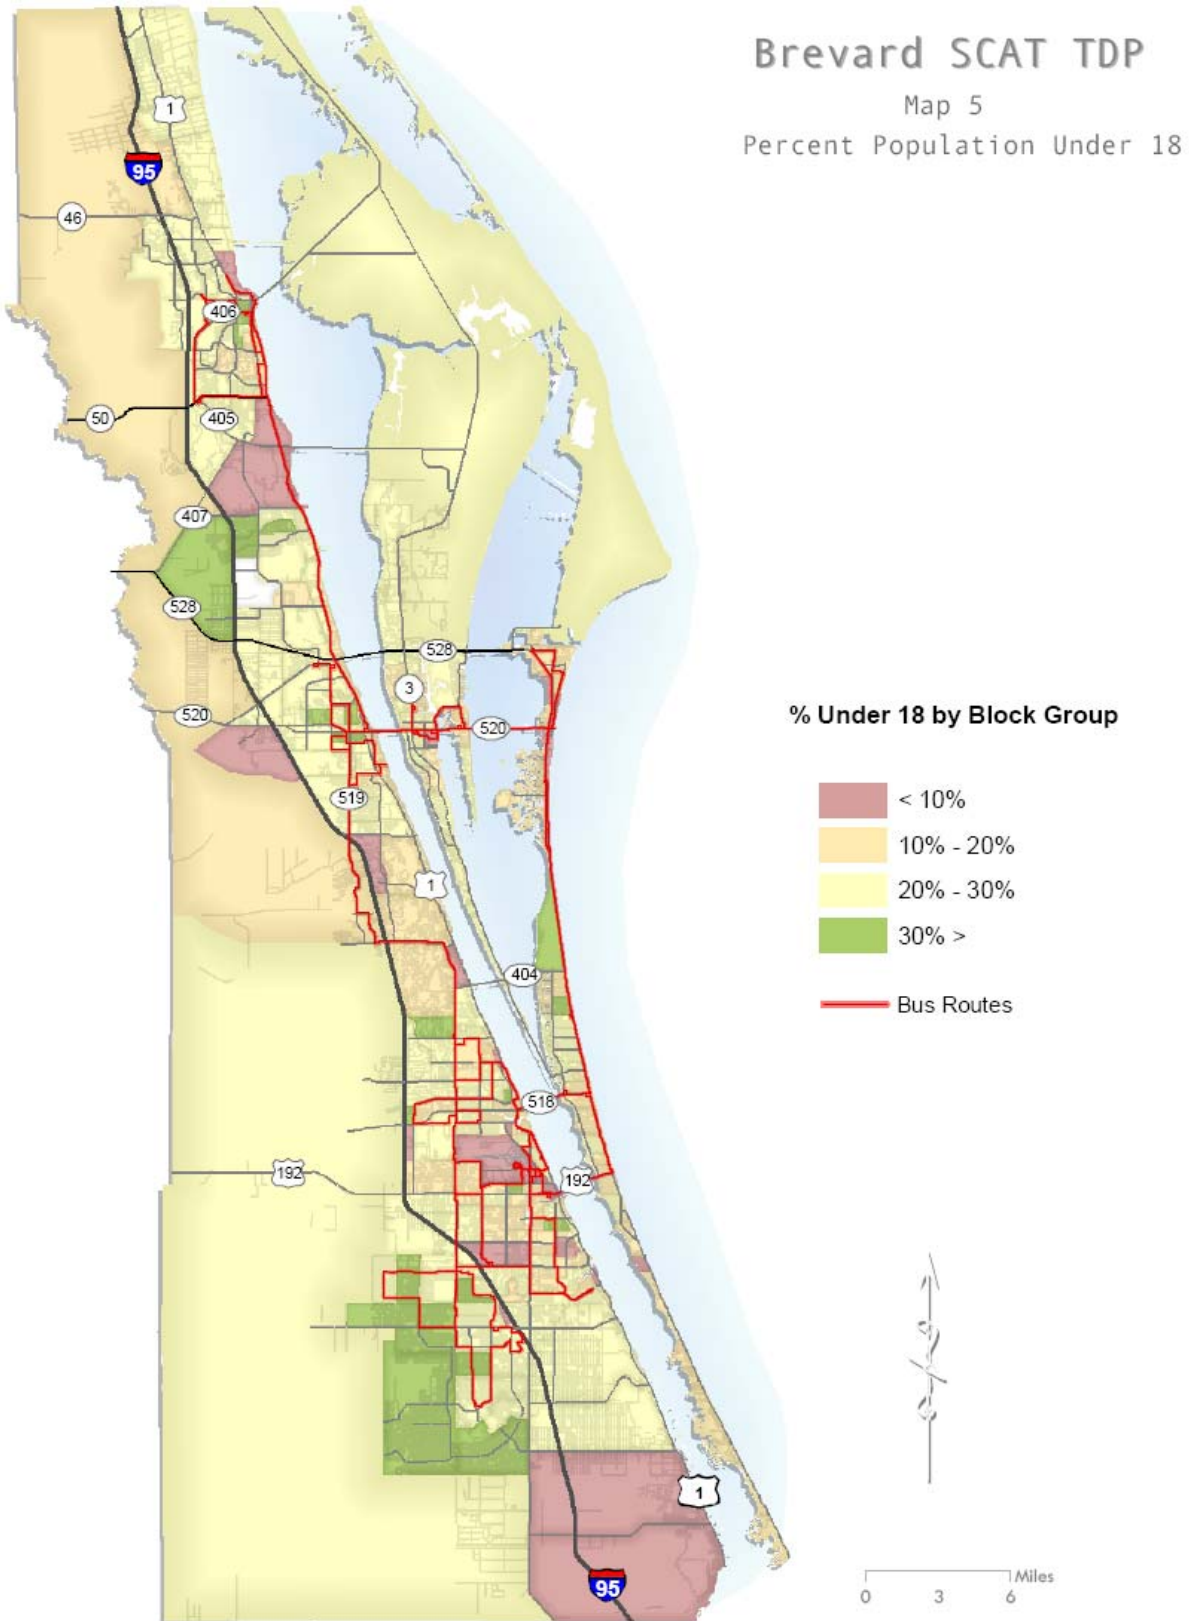 Brevard SCAT TDP
Map 5
Percent Population Under 18
1
95
46
406
50
405
407
528
528
3
520
520
% Under 18 by Block Group
< 10%
519
10% - 20%
1
20% - 30%
30% >
404
Bus Routes
518
192
192
1
95
Miles
0 3 6